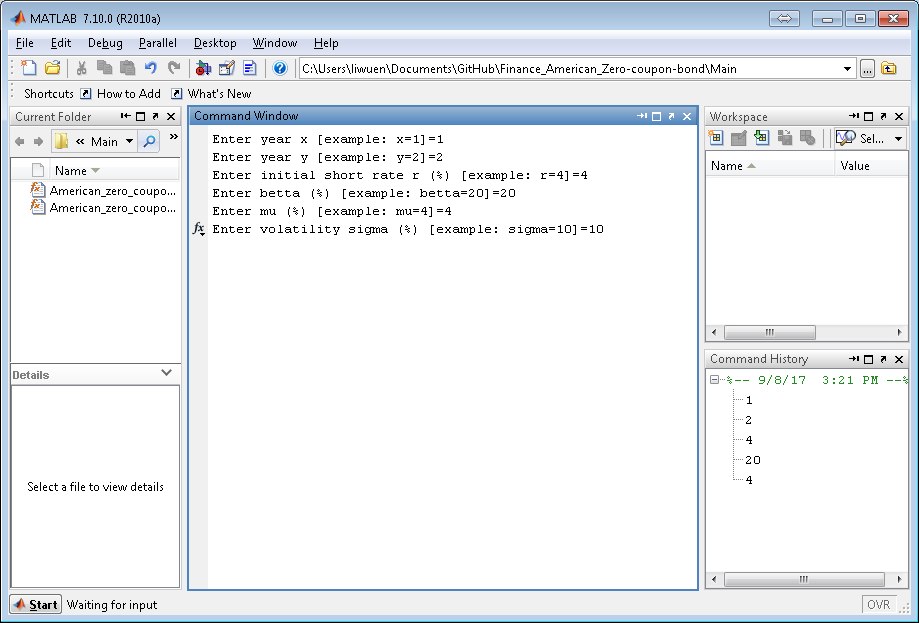 MATLAB 7.10.0 (R2010a)
File Edit Debug Parallel Desktop Window Help
C:\Users\liwuen\Documents\GitHub\Finance_American_Zero-coupon-bond\Main
Shortcuts How to Add What's New
Current Folder
« Main
Name
American_zero_coupo...
American_zero_coupo...
Details
Select a file to view details
Command Window
Enter year x [example: x=1]=1
Enter year y [example: y=2]=2
Enter initial short rate r (%) [example: r=4]=4
Enter betta (%) [example: betta=20]=20
Enter mu (%) [example: mu=4]=4
fx Enter volatility sigma (%) [example: sigma=10]=10
Workspace
Sel...
Name Value
Command History
%-- 9/8/17 3:21 PM --%
1
2
4
20
4
Start Waiting for input
OVR